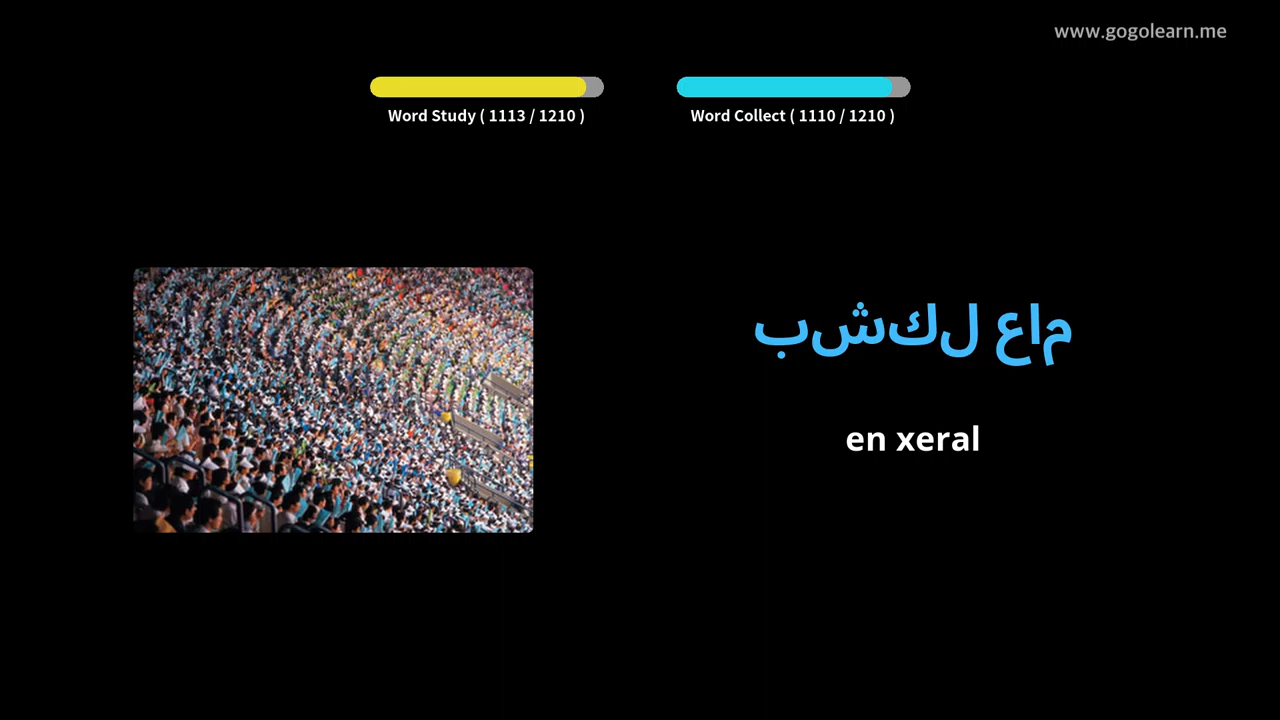 www.gogolearn.me
Word Study ( 1113 / 1210 )
Word Collect ( 1110 / 1210 )
بشكل عام
en xeral